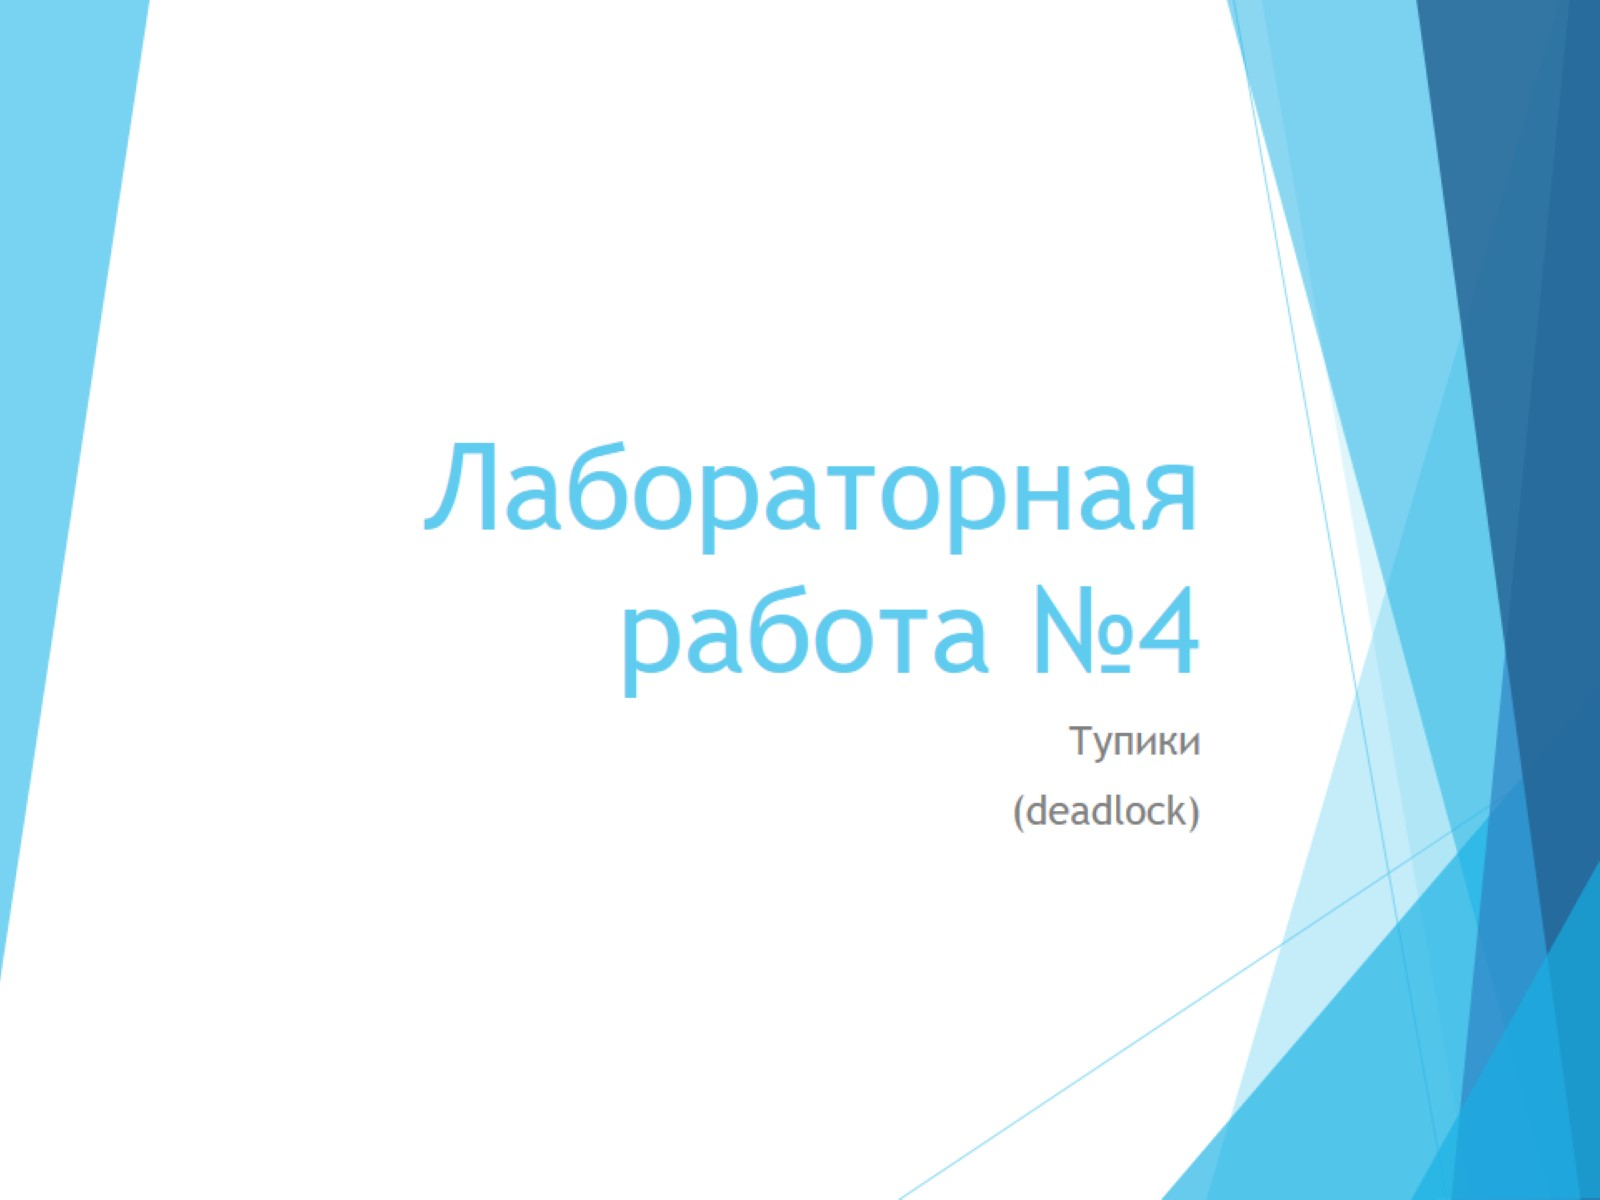 Лабораторная
работа №4
Тупики
(deadlock)